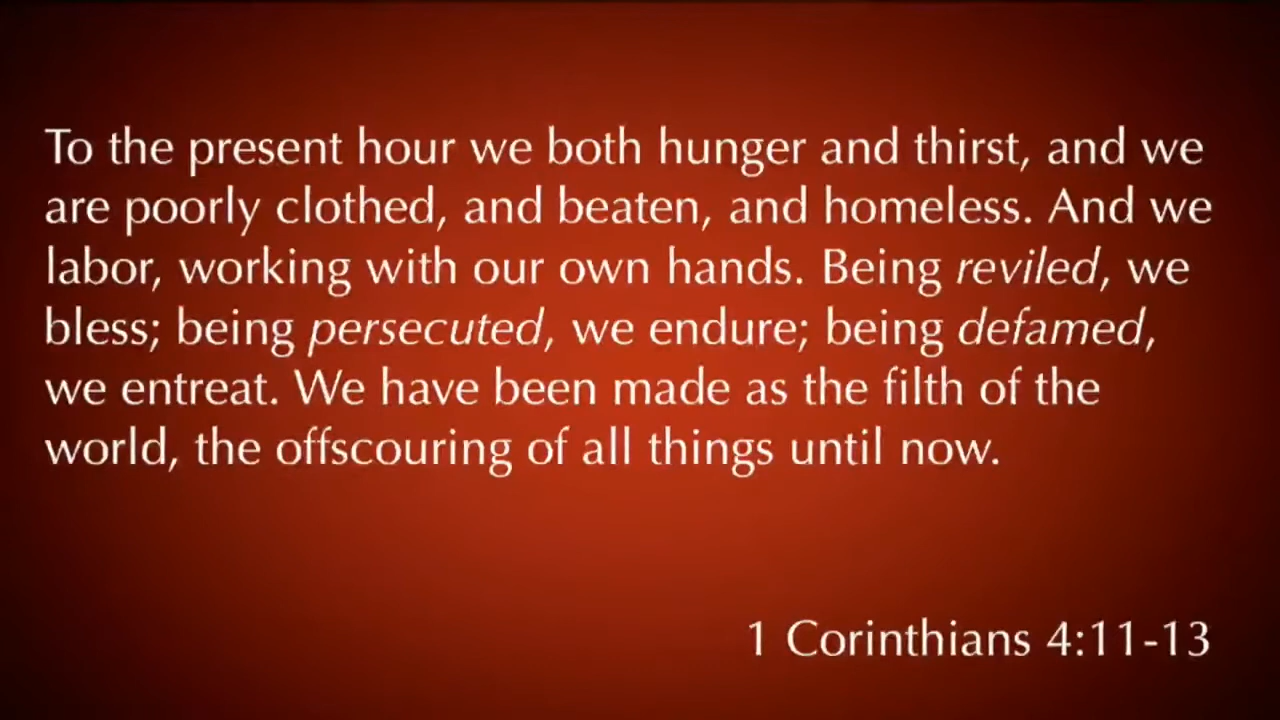 To the present hour we both hunger and thirst, and we
are poorly clothed, and beaten, and homeless. And we
labor, working with our own hands. Being reviled, we
bless; being persecuted, we endure; being defamed,
we entreat. We have been made as the filth of the
world, the offscouring of all things until now.
1 Corinthians 4:11-13